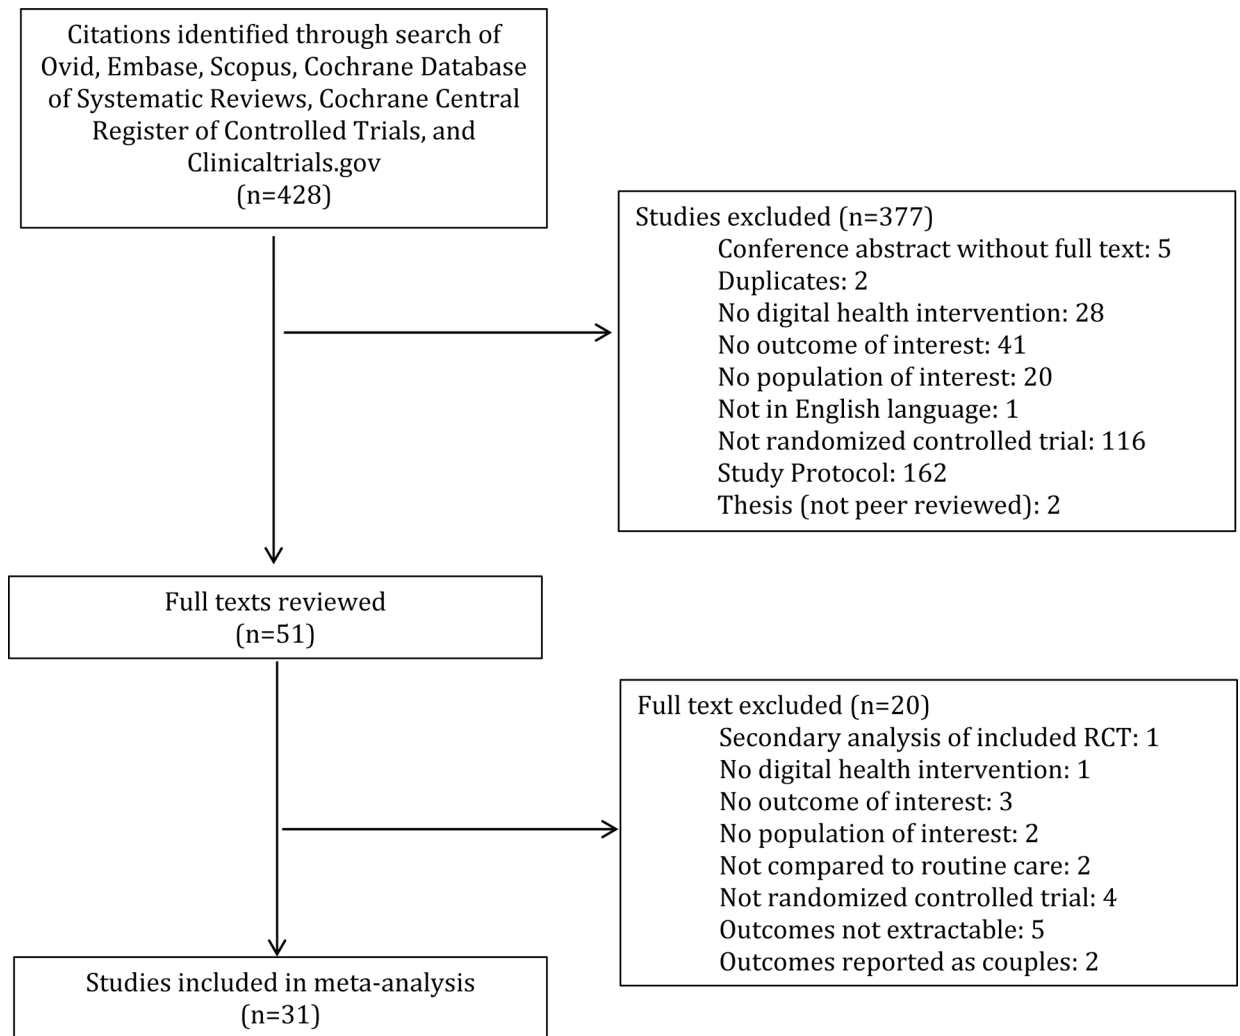 Citations identified through search of
Ovid, Embase, Scopus, Cochrane Database
of Systematic Reviews, Cochrane Central
Register of Controlled Trials, and
Clinicaltrials.gov
(n=428)
Studies excluded (n=377)
Conference abstract without full text: 5
Duplicates: 2
No digital health intervention: 28
No outcome of interest: 41
No population of interest: 20
Not in English language: 1
Not randomized controlled trial: 116
Study Protocol: 162
Thesis (not peer reviewed): 2
Full texts reviewed
(n=51)
Full text excluded (n=20)
Secondary analysis of included RCT: 1
No digital health intervention: 1
No outcome of interest: 3
No population of interest: 2
Not compared to routine care: 2
Not randomized controlled trial: 4
Outcomes not extractable: 5
Outcomes reported as couples: 2
Studies included in meta-analysis
(n=31)